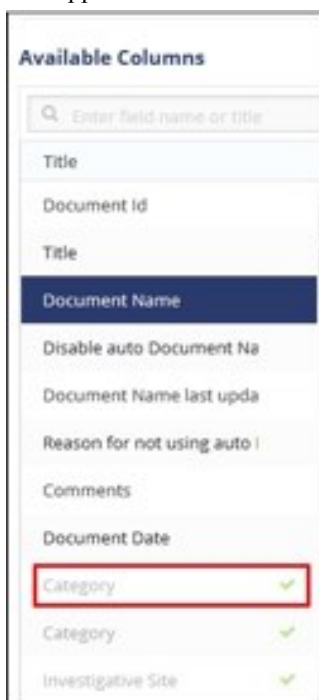 Available Columns
Enter field name or title
Title
Document Id
Title
Document Name
Disable auto Document Na
Document Name last upda
Reason for not using auto
Comments
Document Date
Category
Category
Investigative Site